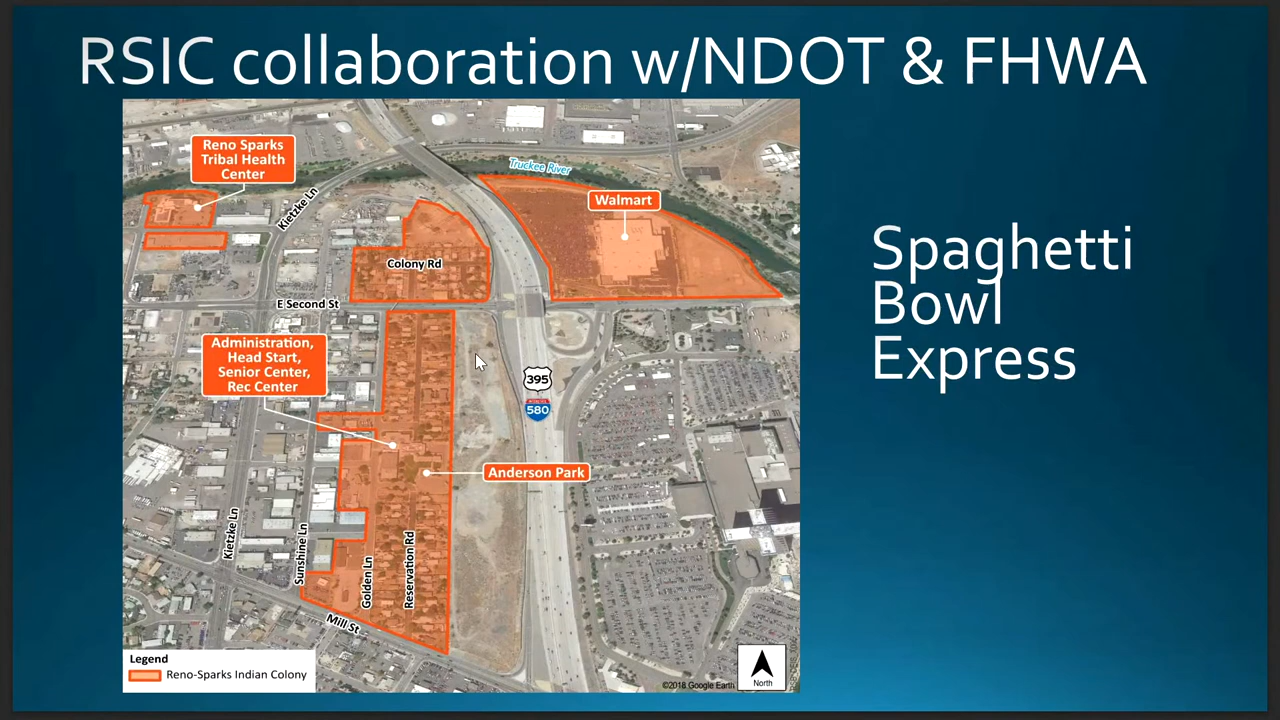 RSIC collaboration w/NDOT & FHWA
Reno Sparks
Tribal Health
Center
Truckee River
Kietzke Ln
Walmart
Colony Rd
E Second St
Administration,
Head Start,
Senior Center,
Rec Center
395
INTERSTATE
580
Anderson Park
Kietzke Ln
Sunshine Ln
Golden Ln
Reservation Rd
Mill St
Legend
Reno-Sparks Indian Colony
©2018 Google Earth
North
Spaghetti
Bowl
Express